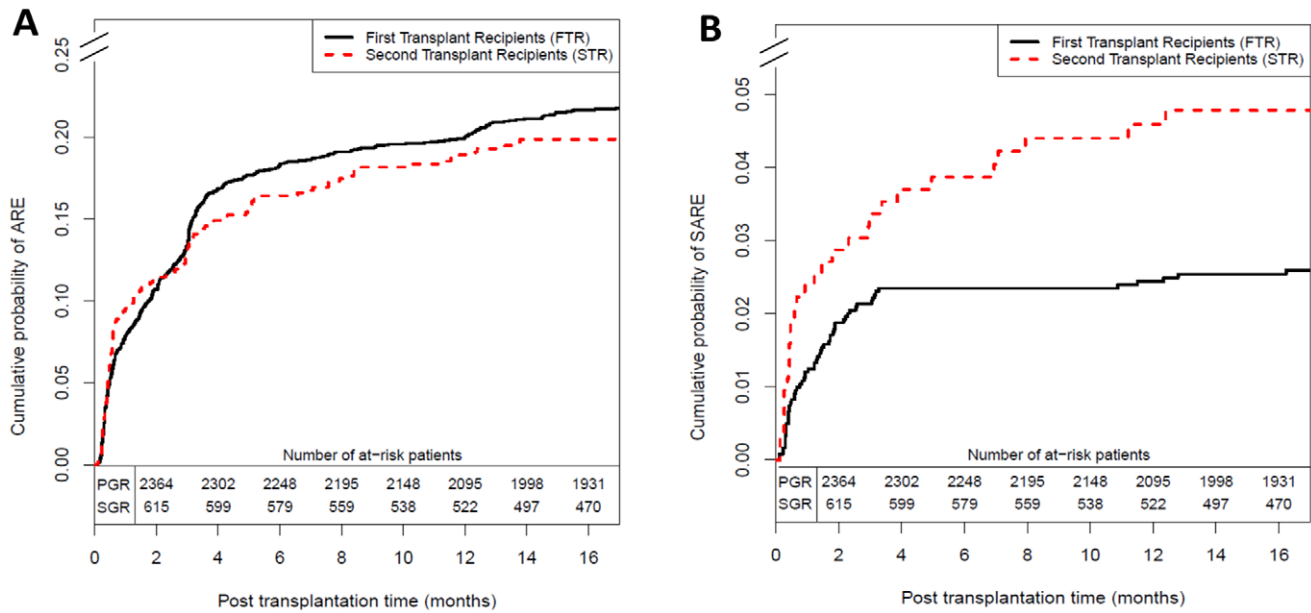 A
First Transplant Recipients (FTR)
Second Transplant Recipients (STR)
Cumulative probability of ARE
0.25
0.20
0.15
0.10
0.05
0.00
Number of at-risk patients
PGR 2364 2302 2248 2195 2148 2095 1998 1931
SGR 615 599 579 559 538 522 497 470
0 2 4 6 8 10 12 14 16
Post transplantation time (months)
B
First Transplant Recipients (FTR)
Second Transplant Recipients (STR)
Cumulative probability of SARE
0.05
0.04
0.03
0.02
0.01
0.00
Number of at-risk patients
PGR 2364 2302 2248 2195 2148 2095 1998 1931
SGR 615 599 579 559 538 522 497 470
0 2 4 6 8 10 12 14 16
Post transplantation time (months)